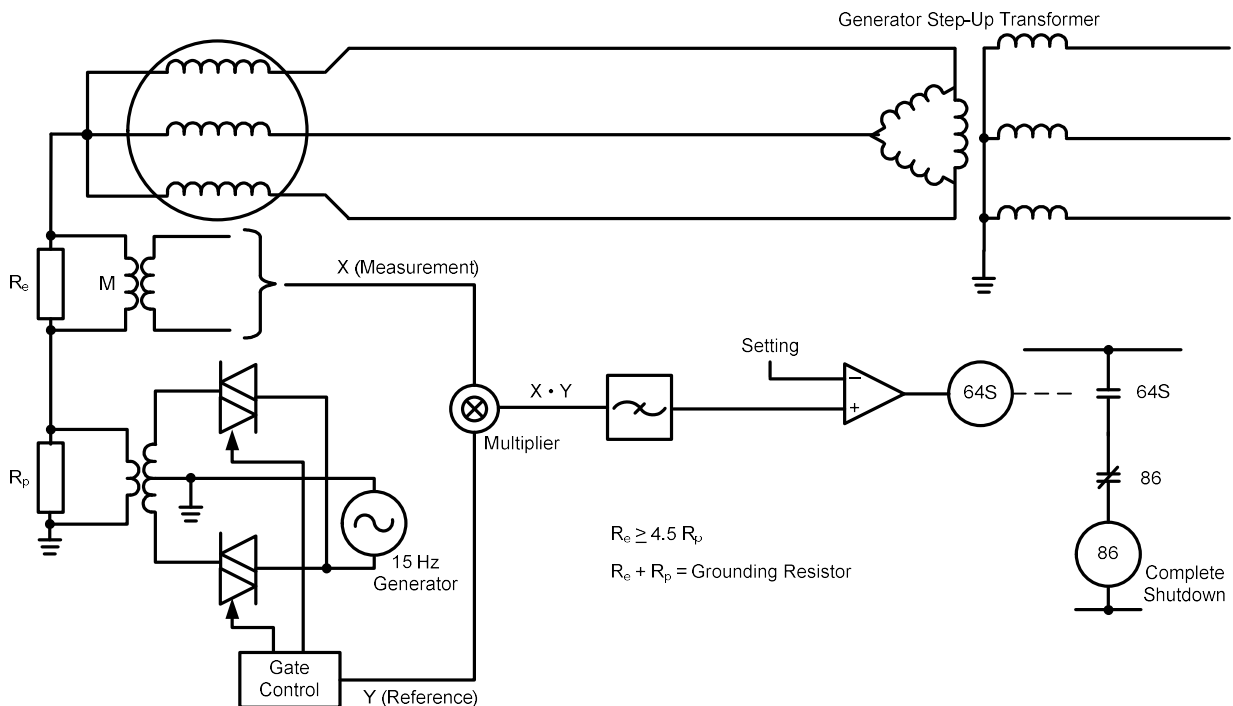 Generator Step-Up Transformer
Rₑ
M
X (Measurement)
Setting
−
+
64S
64S
X • Y
Multiplier
86
86
Rₚ
15 Hz
Generator
Rₑ ≥ 4.5 Rₚ
Rₑ + Rₚ = Grounding Resistor
Complete
Shutdown
Gate
Control
Y (Reference)